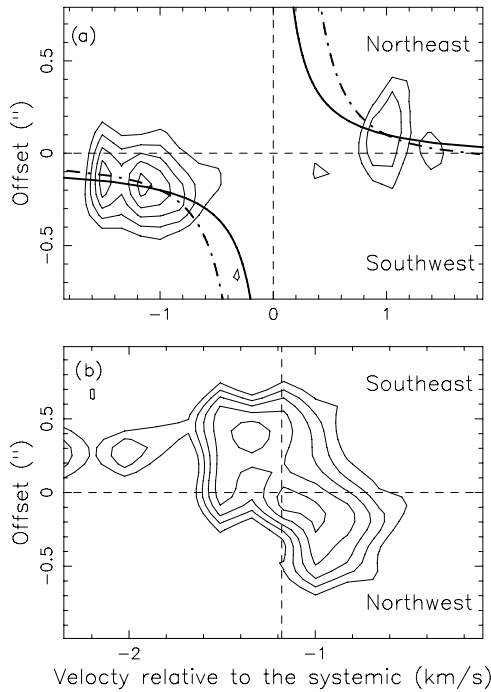 (a)
Northeast
0.5
0
-0.5
Offset ('')
Southwest
-1
0
1
(b)
Southeast
0.5
0
-0.5
Offset ('')
Northwest
-2
-1
Velocty relative to the systemic (km/s)